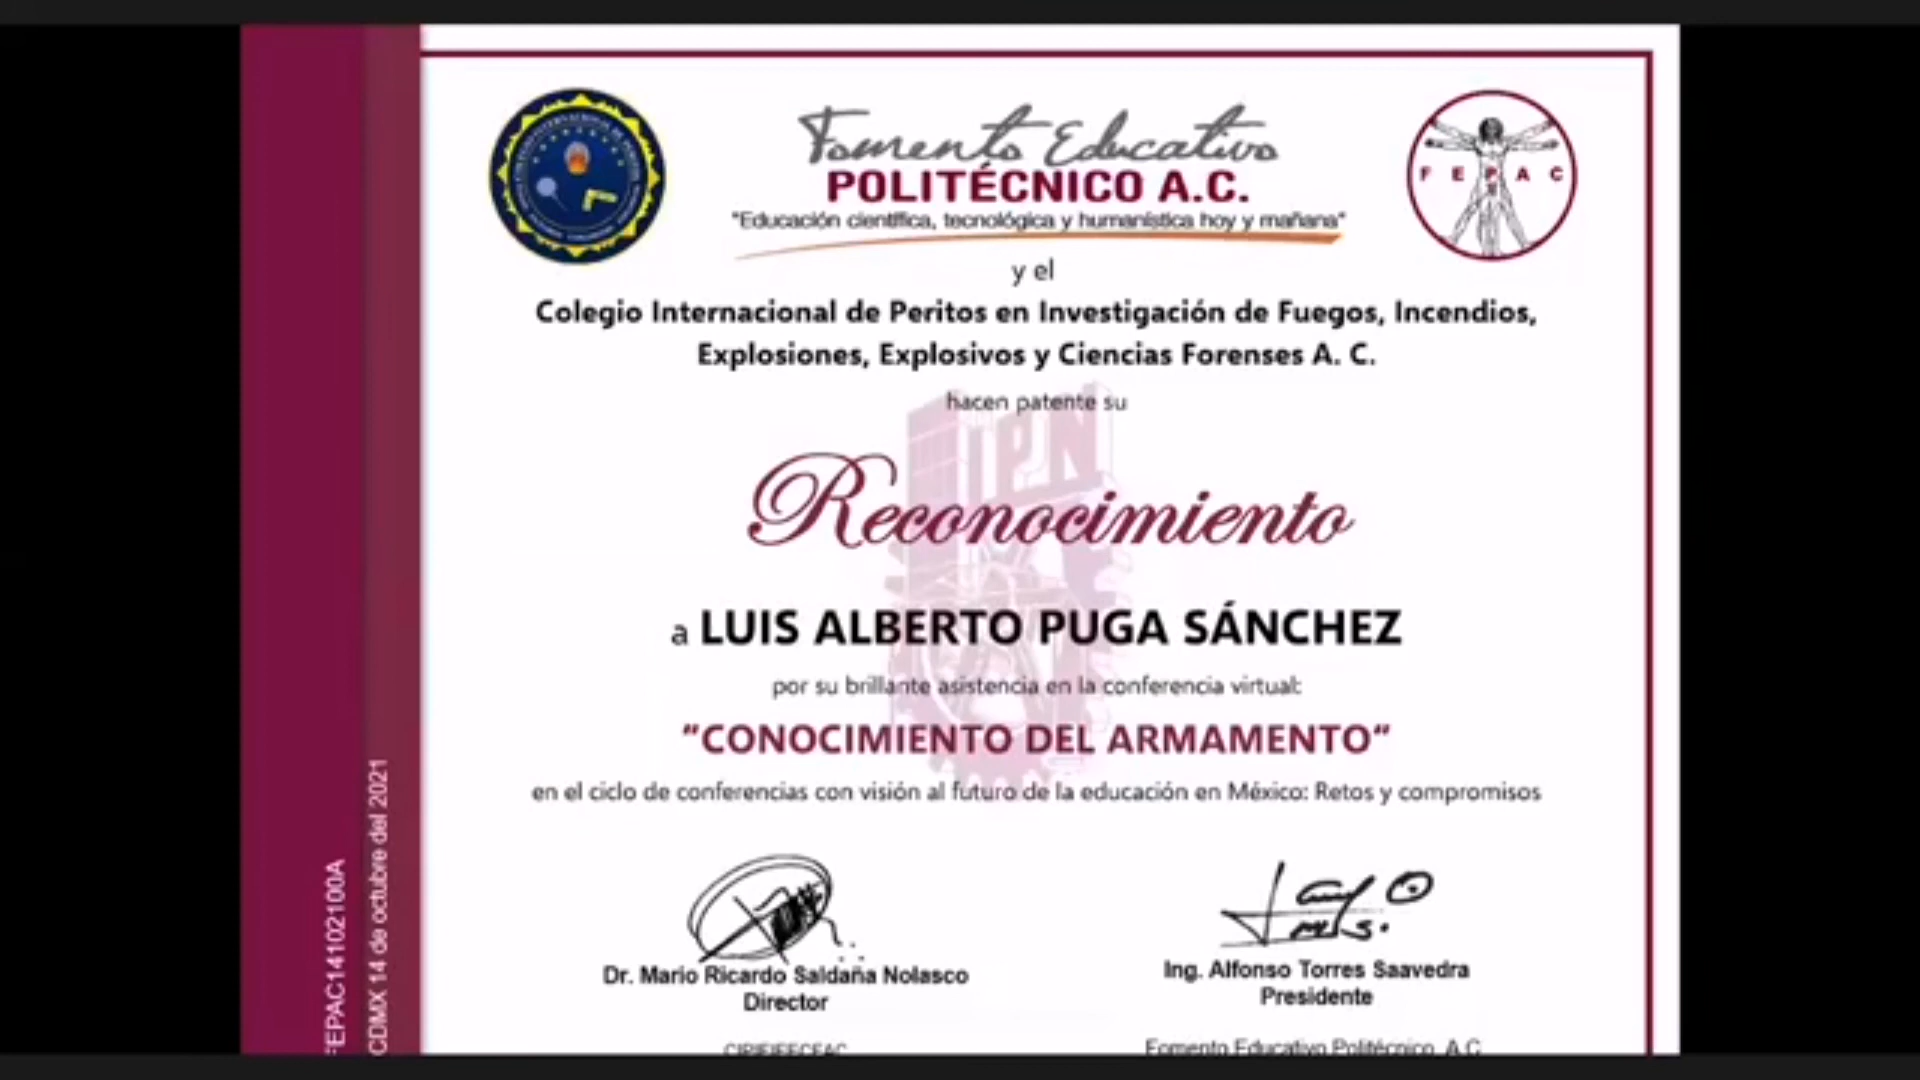 Fomento Educativo
POLITÉCNICO A.C.
"Educación científica, tecnológica y humanística hoy y mañana"
F E P A C
y el
Colegio Internacional de Peritos en Investigación de Fuegos, Incendios,
Explosiones, Explosivos y Ciencias Forenses A. C.
hacen patente su
IPN
Reconocimiento
a LUIS ALBERTO PUGA SÁNCHEZ
por su brillante asistencia en la conferencia virtual:
"CONOCIMIENTO DEL ARMAMENTO"
en el ciclo de conferencias con visión al futuro de la educación en México: Retos y compromisos
Dr. Mario Ricardo Saldaña Nolasco
Director
Ing. Alfonso Torres Saavedra
Presidente
Fomento Educativo Politécnico, A.C.
FEPAC14102100A
CDMX 14 de octubre del 2021